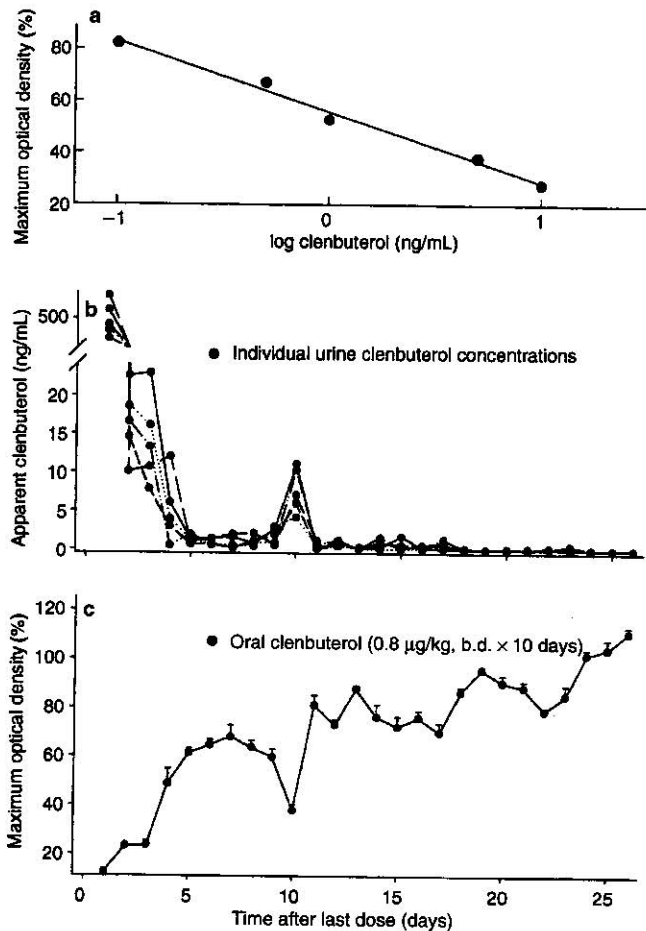 a
Maximum optical density (%)
80
60
40
20
−1
0
1
log clenbuterol (ng/mL)
b
Apparent clenbuterol (ng/mL)
500
20
15
10
5
0
Individual urine clenbuterol concentrations
c
Maximum optical density (%)
120
100
80
60
40
20
Oral clenbuterol (0.8 μg/kg, b.d. × 10 days)
0
5
10
15
20
25
Time after last dose (days)